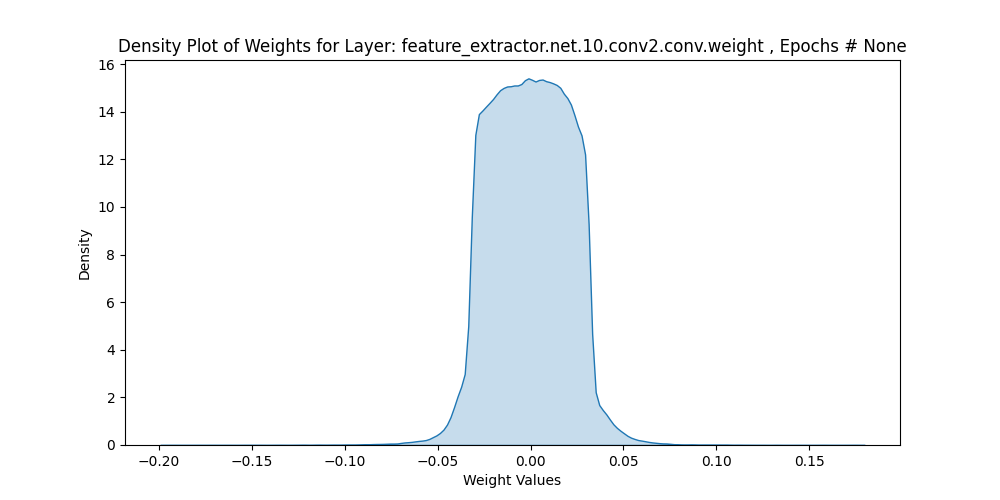 Density Plot of Weights for Layer: feature_extractor.net.10.conv2.conv.weight , Epochs # None
16
14
12
10
8
6
4
2
0
Density
−0.20 −0.15 −0.10 −0.05 0.00 0.05 0.10 0.15
Weight Values